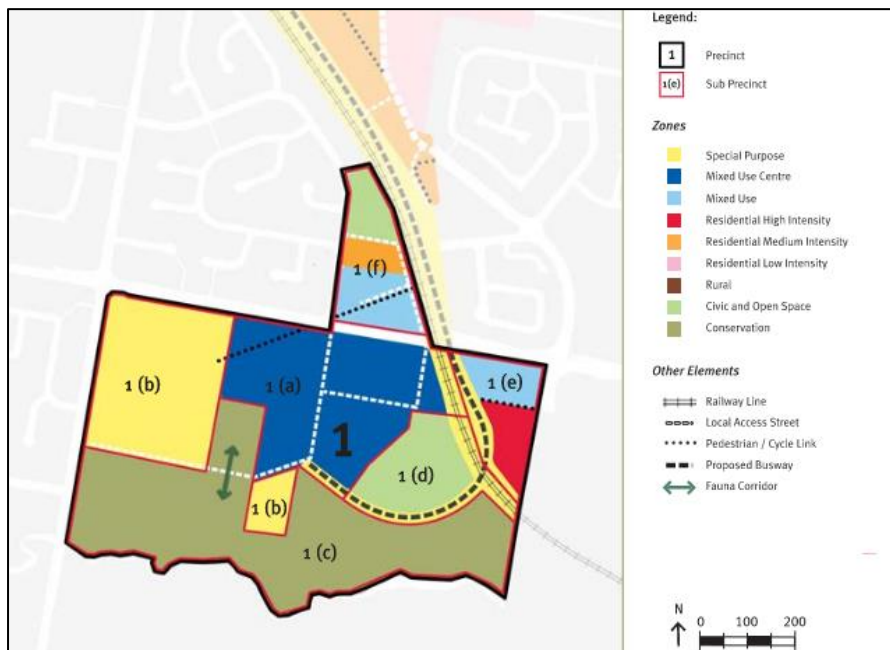 1 (f)
1 (b)
1 (a)
1 (e)
1
1 (d)
1 (b)
1 (c)
Legend:
1 Precinct
1(e) Sub Precinct
Zones
Special Purpose
Mixed Use Centre
Mixed Use
Residential High Intensity
Residential Medium Intensity
Residential Low Intensity
Rural
Civic and Open Space
Conservation
Other Elements
Railway Line
Local Access Street
Pedestrian / Cycle Link
Proposed Busway
Fauna Corridor
N
0 100 200